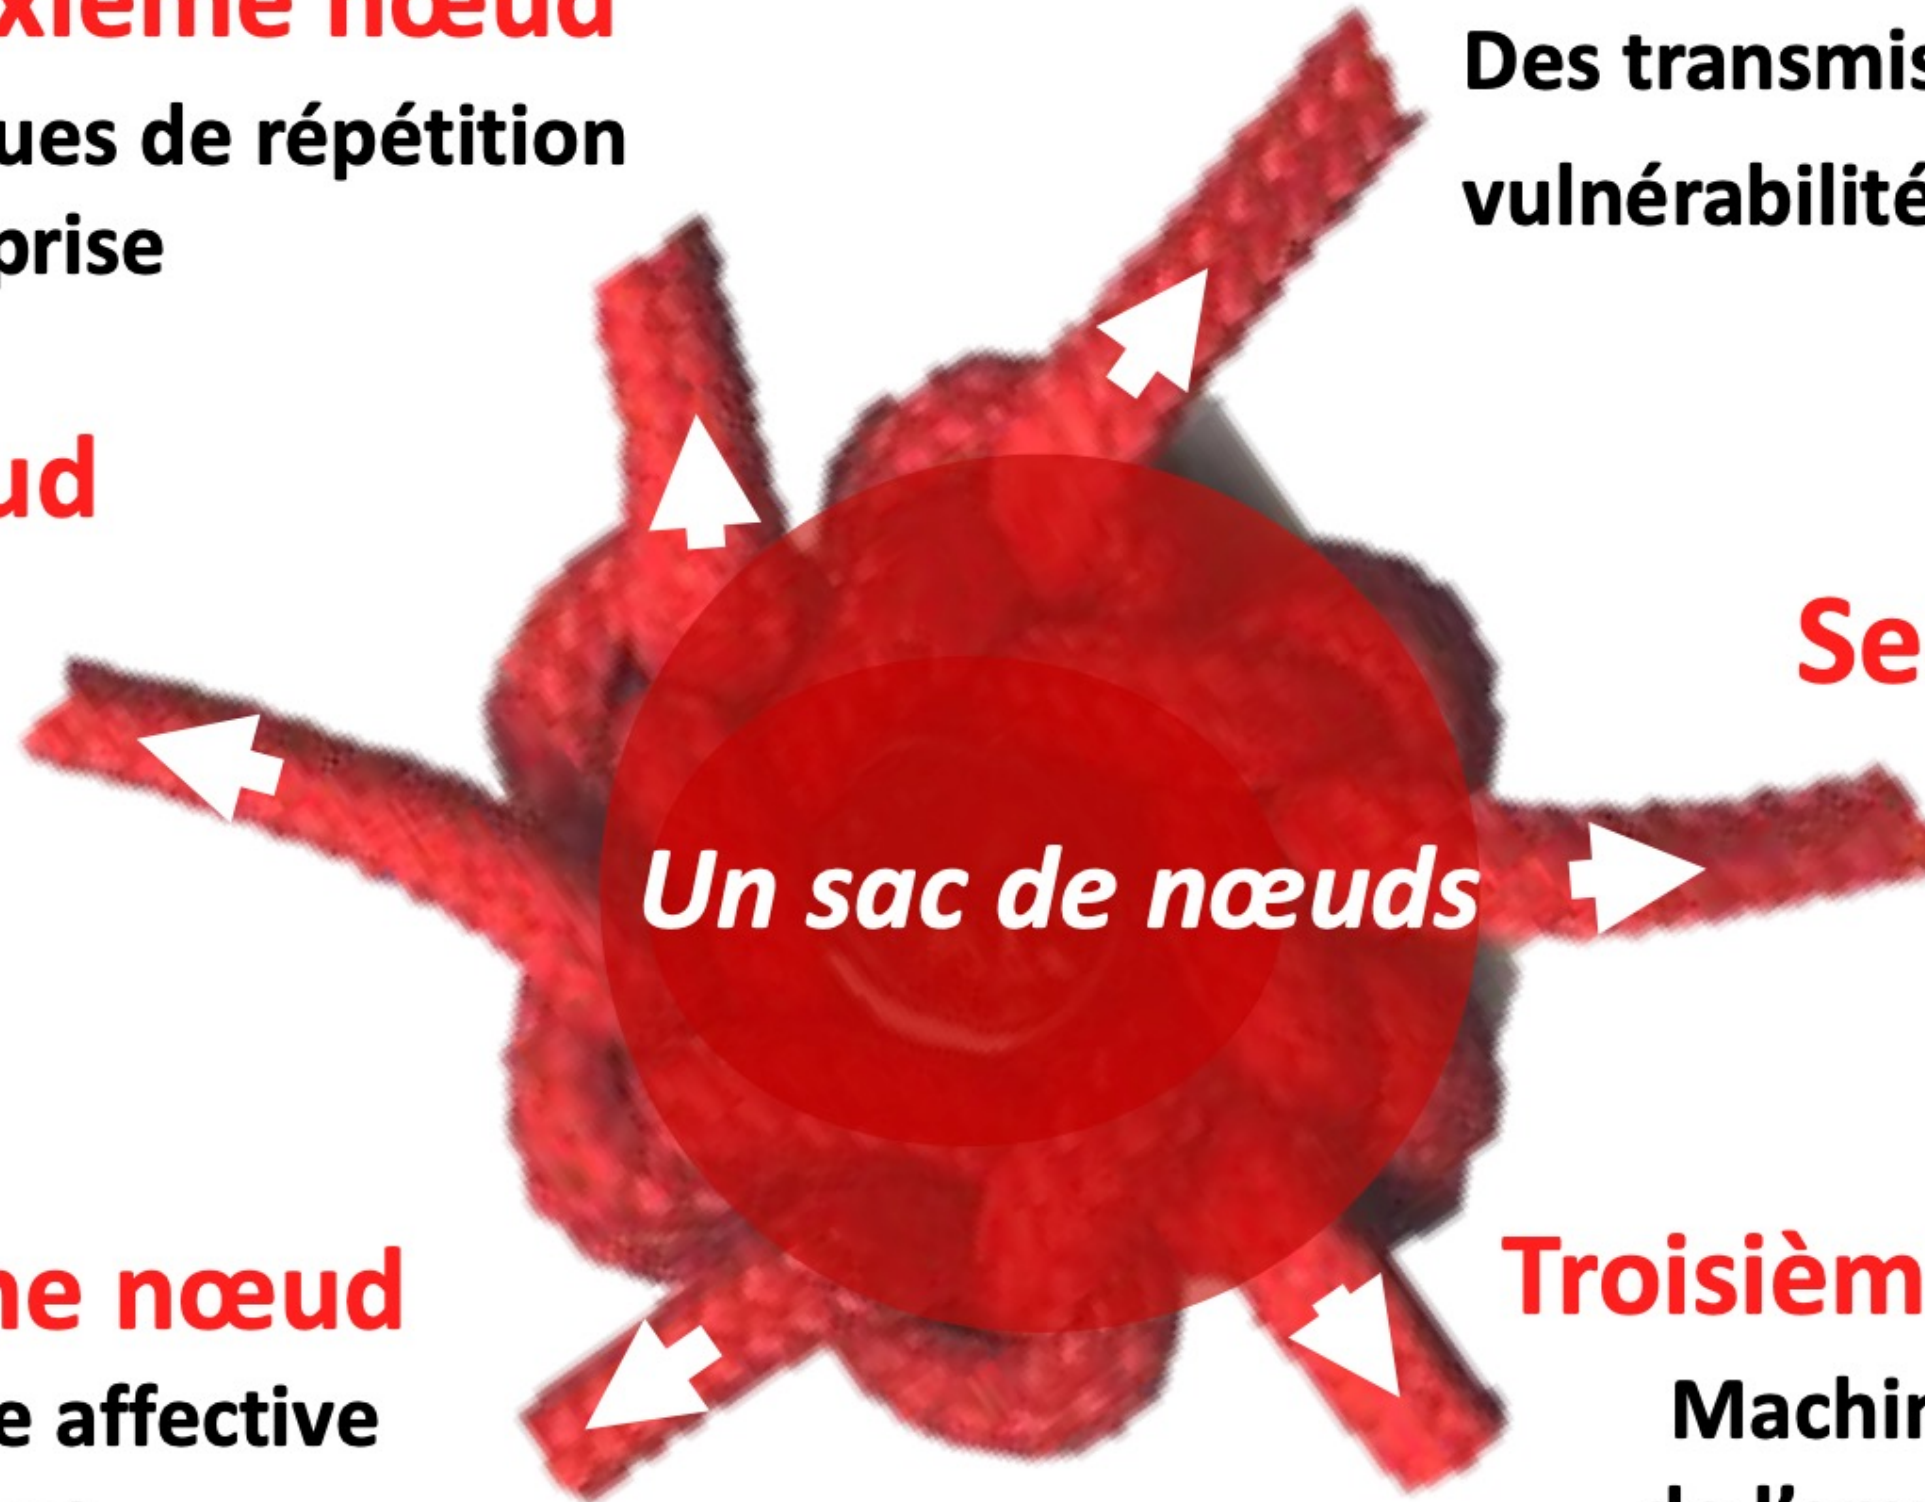 xième nœud
ues de répétition
prise
Des transmis
vulnérabilité
ud
Se
Un sac de nœuds
ne nœud
e affective
Troisièm
Machin